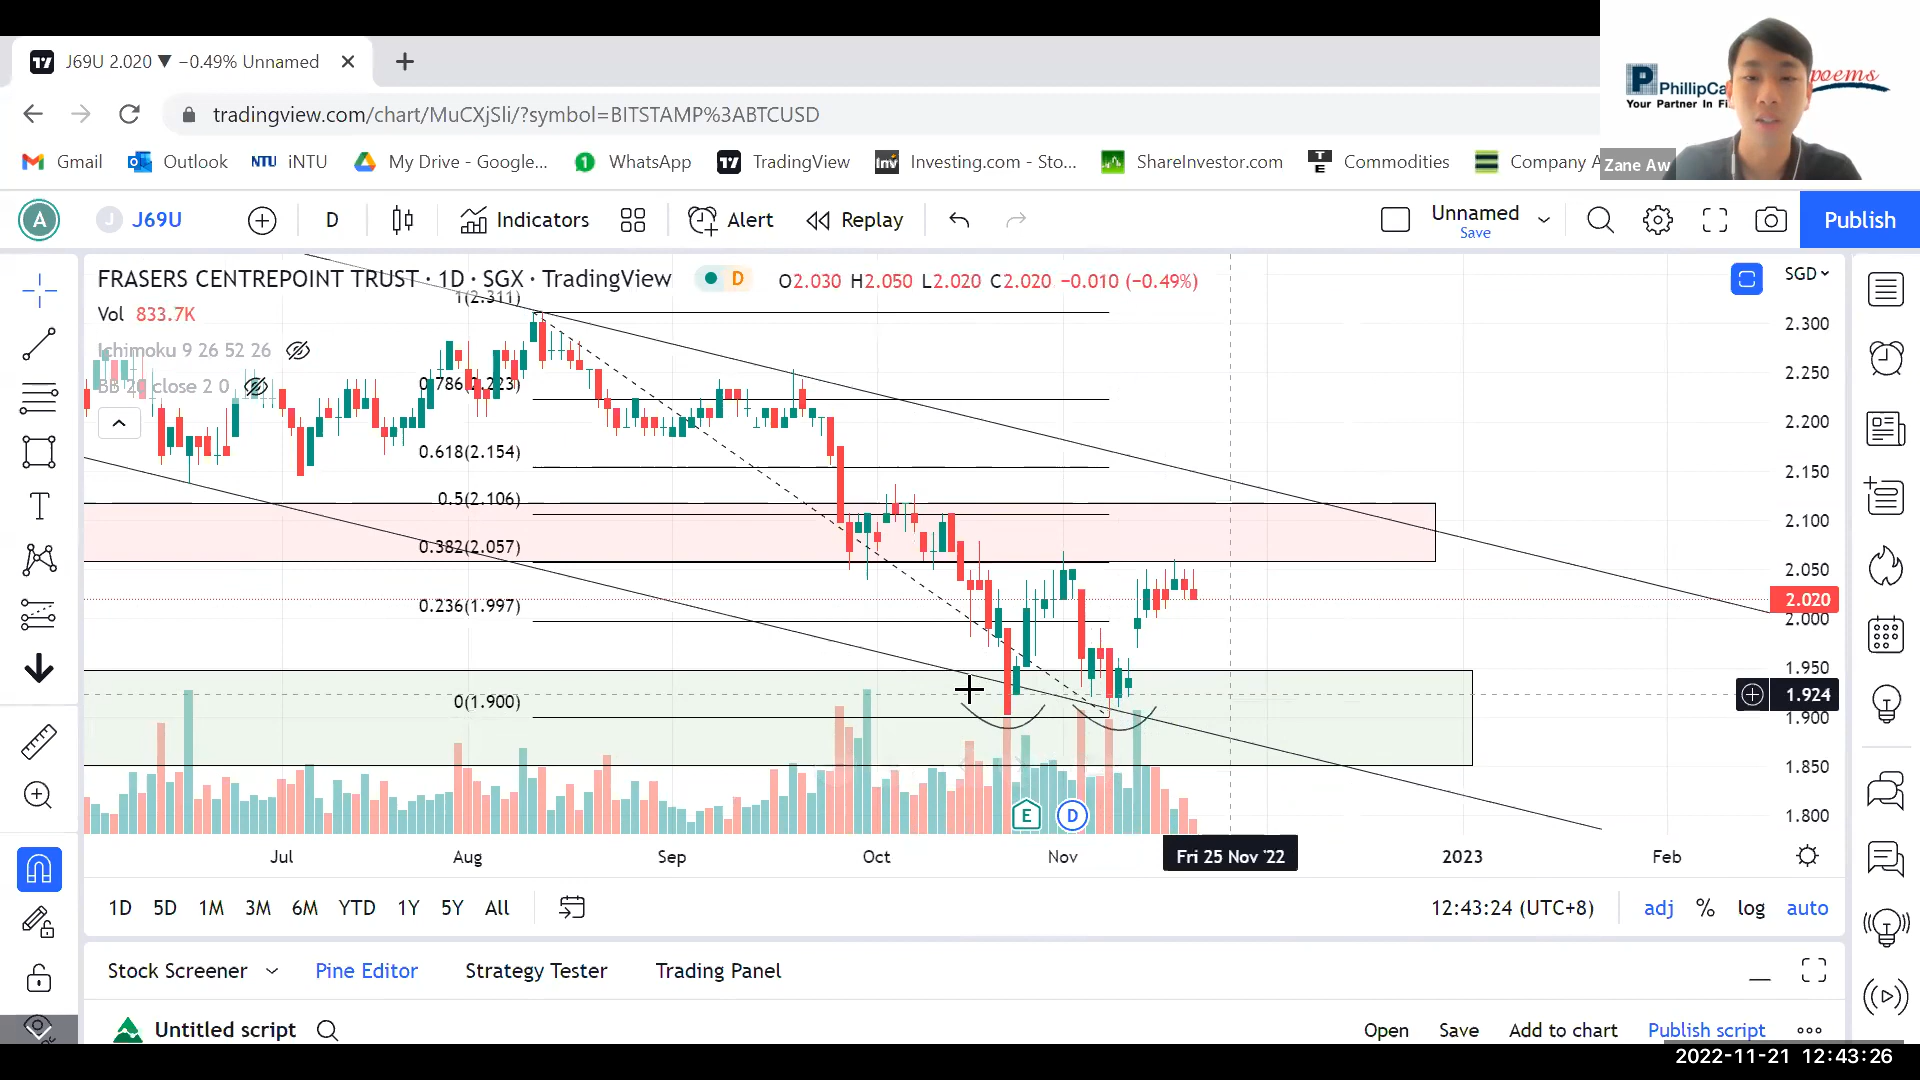 J69U 2.020 ▼ −0.49% Unnamed
tradingview.com/chart/MuCXjSli/?symbol=BITSTAMP%3ABTCUSD
PhillipCa
poems
Your Partner In Fi
Zane Aw
Gmail Outlook NTU iNTU My Drive - Google... WhatsApp TradingView Inv Investing.com - Sto... ShareInvestor.com TE Commodities Company A
A J J69U D Indicators Alert Replay Unnamed Save Publish
FRASERS CENTREPOINT TRUST · 1D · SGX · TradingView D O2.030 H2.050 L2.020 C2.020 −0.010 (−0.49%) SGD
1(2.311)
Vol 833.7K
2.300
Ichimoku 9 26 52 26
2.250
BB 20 close 2 0
0.786(2.223)
2.200
0.618(2.154)
2.150
0.5(2.106)
2.100
0.382(2.057)
2.050
0.236(1.997)
2.020
2.000
1.950
0(1.900)
1.924
1.900
1.850
E D 1.800
Jul Aug Sep Oct Nov Fri 25 Nov '22 2023 Feb
1D 5D 1M 3M 6M YTD 1Y 5Y All 12:43:24 (UTC+8) adj % log auto
Stock Screener Pine Editor Strategy Tester Trading Panel
Untitled script Open Save Add to chart Publish script
2022-11-21 12:43:26